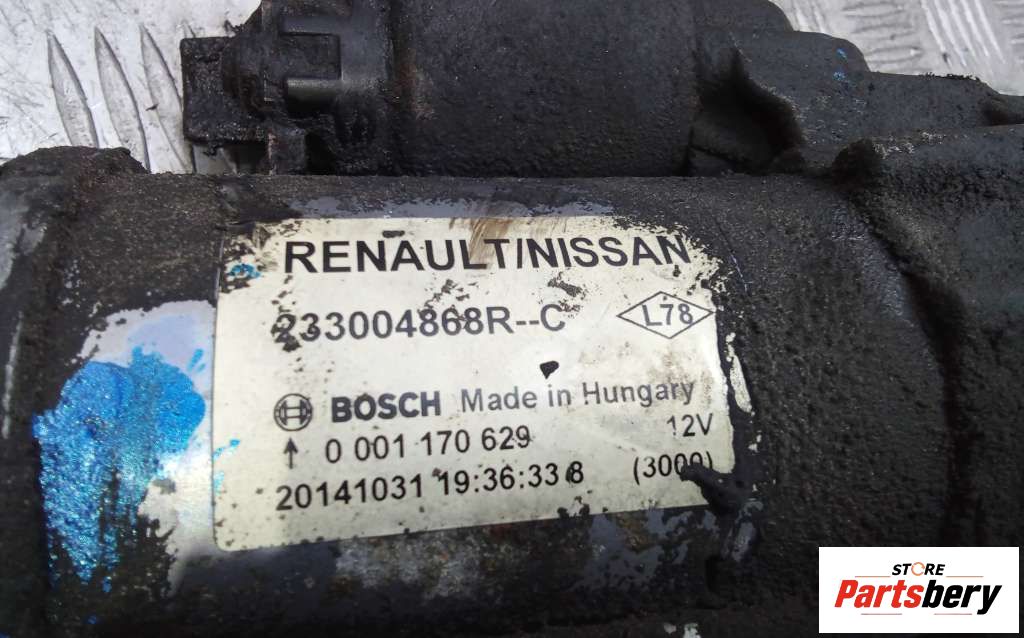 RENAULT/NISSAN
233004868R--C
L78
BOSCH Made in Hungary
0 001 170 629 12V
20141031 19:36:33 8 (3000)
STORE
Partsbery